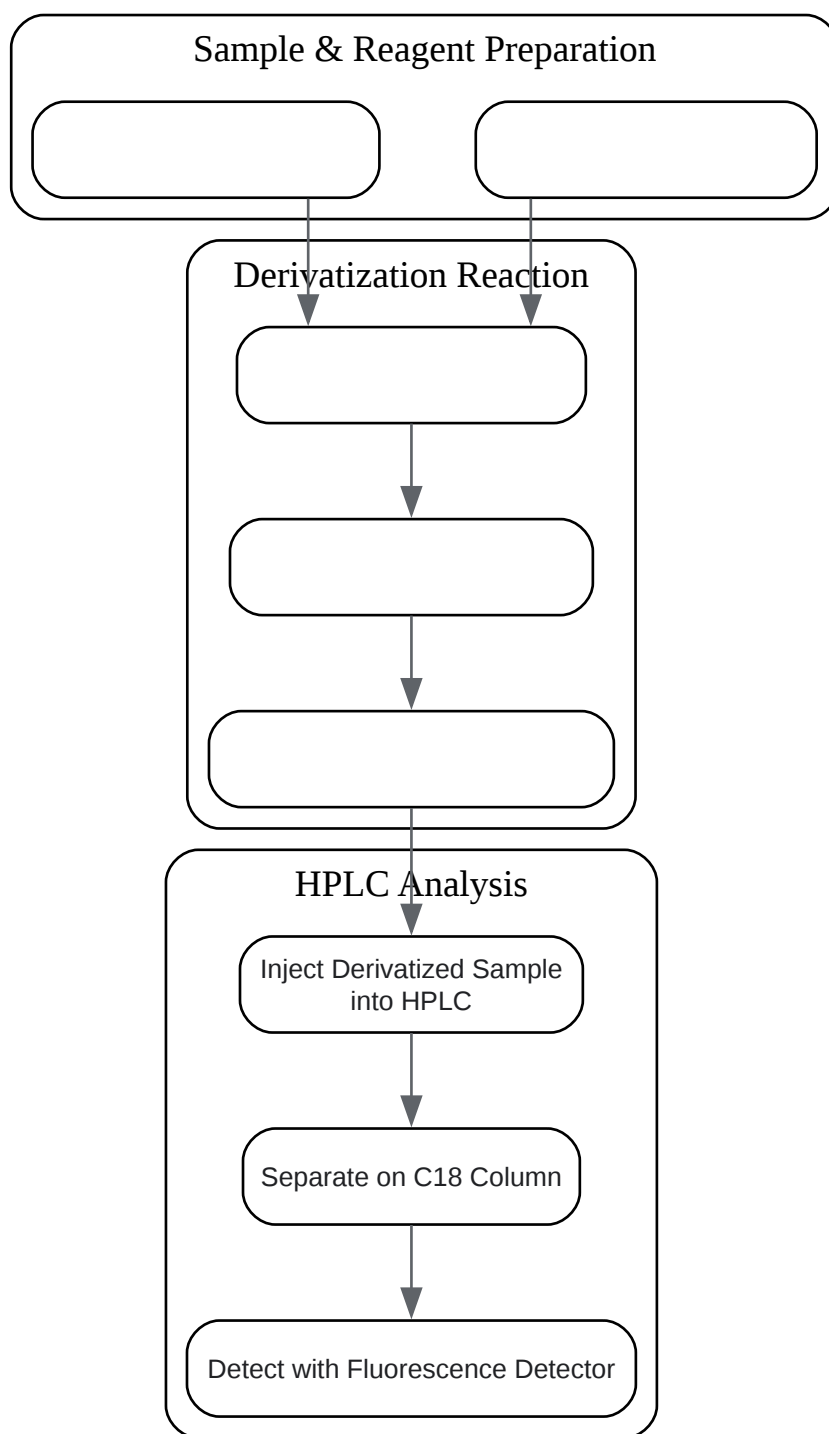 Sample & Reagent Preparation
Derivatization Reaction
HPLC Analysis
Inject Derivatized Sample
into HPLC
Separate on C18 Column
Detect with Fluorescence Detector